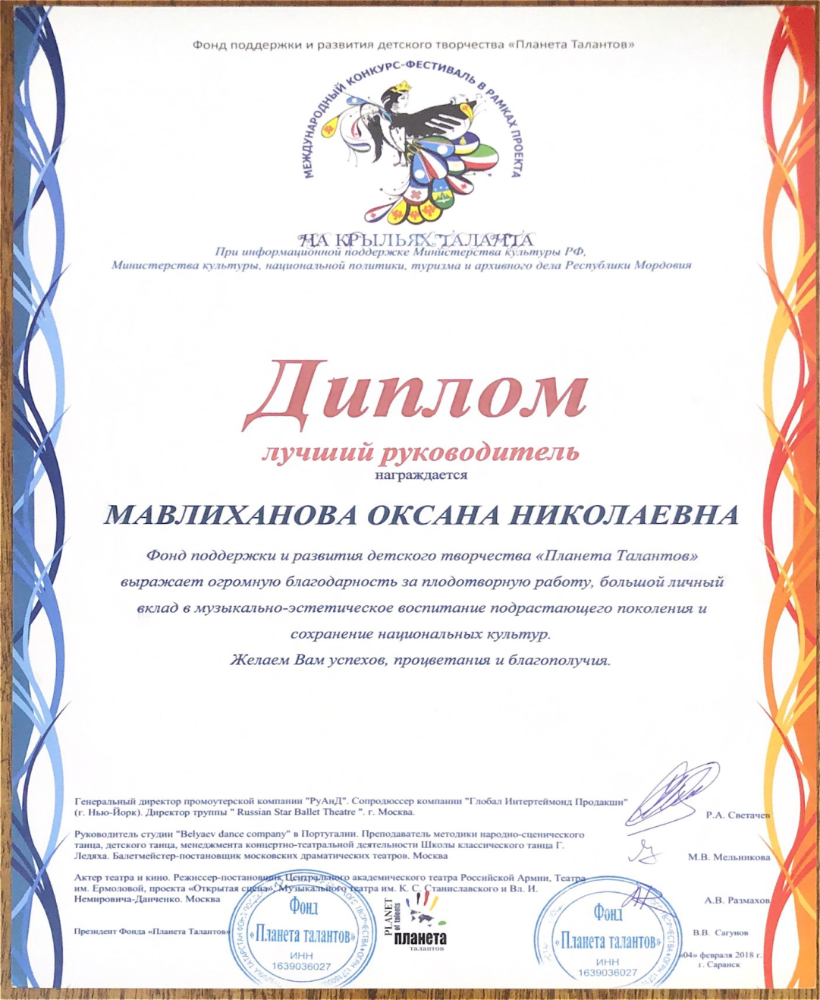 Фонд поддержки и развития детского творчества «Планета Талантов»
МЕЖДУНАРОДНЫЙ КОНКУРС-ФЕСТИВАЛЬ В РАМКАХ ПРОЕКТА
НА КРЫЛЬЯХ ТАЛАНТА
При информационной поддержке Министерства культуры РФ,
Министерства культуры, национальной политики, туризма и архивного дела Республики Мордовия
Диплом
лучший руководитель
награждается
МАВЛИХАНОВА ОКСАНА НИКОЛАЕВНА
Фонд поддержки и развития детского творчества «Планета Талантов»
выражает огромную благодарность за плодотворную работу, большой личный
вклад в музыкально-эстетическое воспитание подрастающего поколения и
сохранение национальных культур.
Желаем Вам успехов, процветания и благополучия.
Генеральный директор промоутерской компании "РуАнД". Сопродюссер компании "Глобал Интертеймонд Продакшн"
(г. Нью-Йорк). Директор труппы " Russian Star Ballet Theatre ". г. Москва.
Р.А. Светачев
Руководитель студии "Belyaev dance company" в Португалии. Преподаватель методики народно-сценического
танца, детского танца, менеджмента концертно-театральной деятельности Школы классического танца Г.
Ледяха. Балетмейстер-постановщик московских драматических театров. Москва
М.В. Мельникова
Актер театра и кино. Режиссер-постановщик Центрального академического театра Российской Армии, Театра
им. Ермоловой, проекта «Открытая сцена», Музыкального театра им. К. С. Станиславского и Вл. И.
Немировича-Данченко. Москва
А.В. Размахов
Президент Фонда «Планета Талантов»
В.В. Сагунов
Фонд
«Планета талантов»
ИНН
1639036027
PLANET
of talents
планета
талантов
Фонд
«Планета талантов»
ИНН
1639036027
«04» февраля 2018 г.
г. Саранск